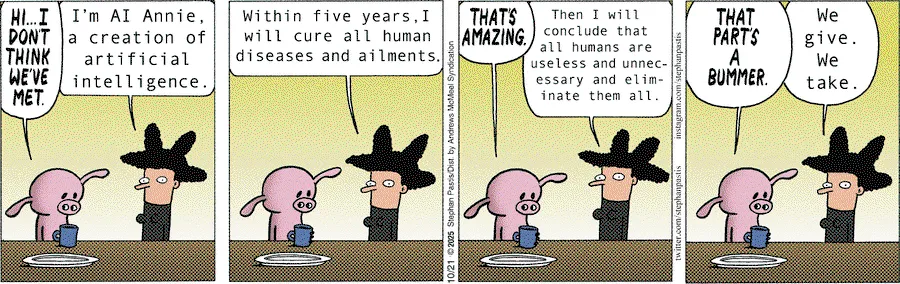 HI...I
DON'T
THINK
WE'VE
MET.
I'm AI Annie,
a creation of
artificial
intelligence.
Within five years,I
will cure all human
diseases and ailments.
10/21 © 2025 Stephan Pastis/Dist. by Andrews McMeel Syndication
THAT'S
AMAZING.
Then I will
conclude that
all humans are
useless and unnec-
essary and elim-
inate them all.
twitter.com/stephanpastis
instagram.com/stephanpastis
THAT
PART'S
A
BUMMER.
We
give.
We
take.